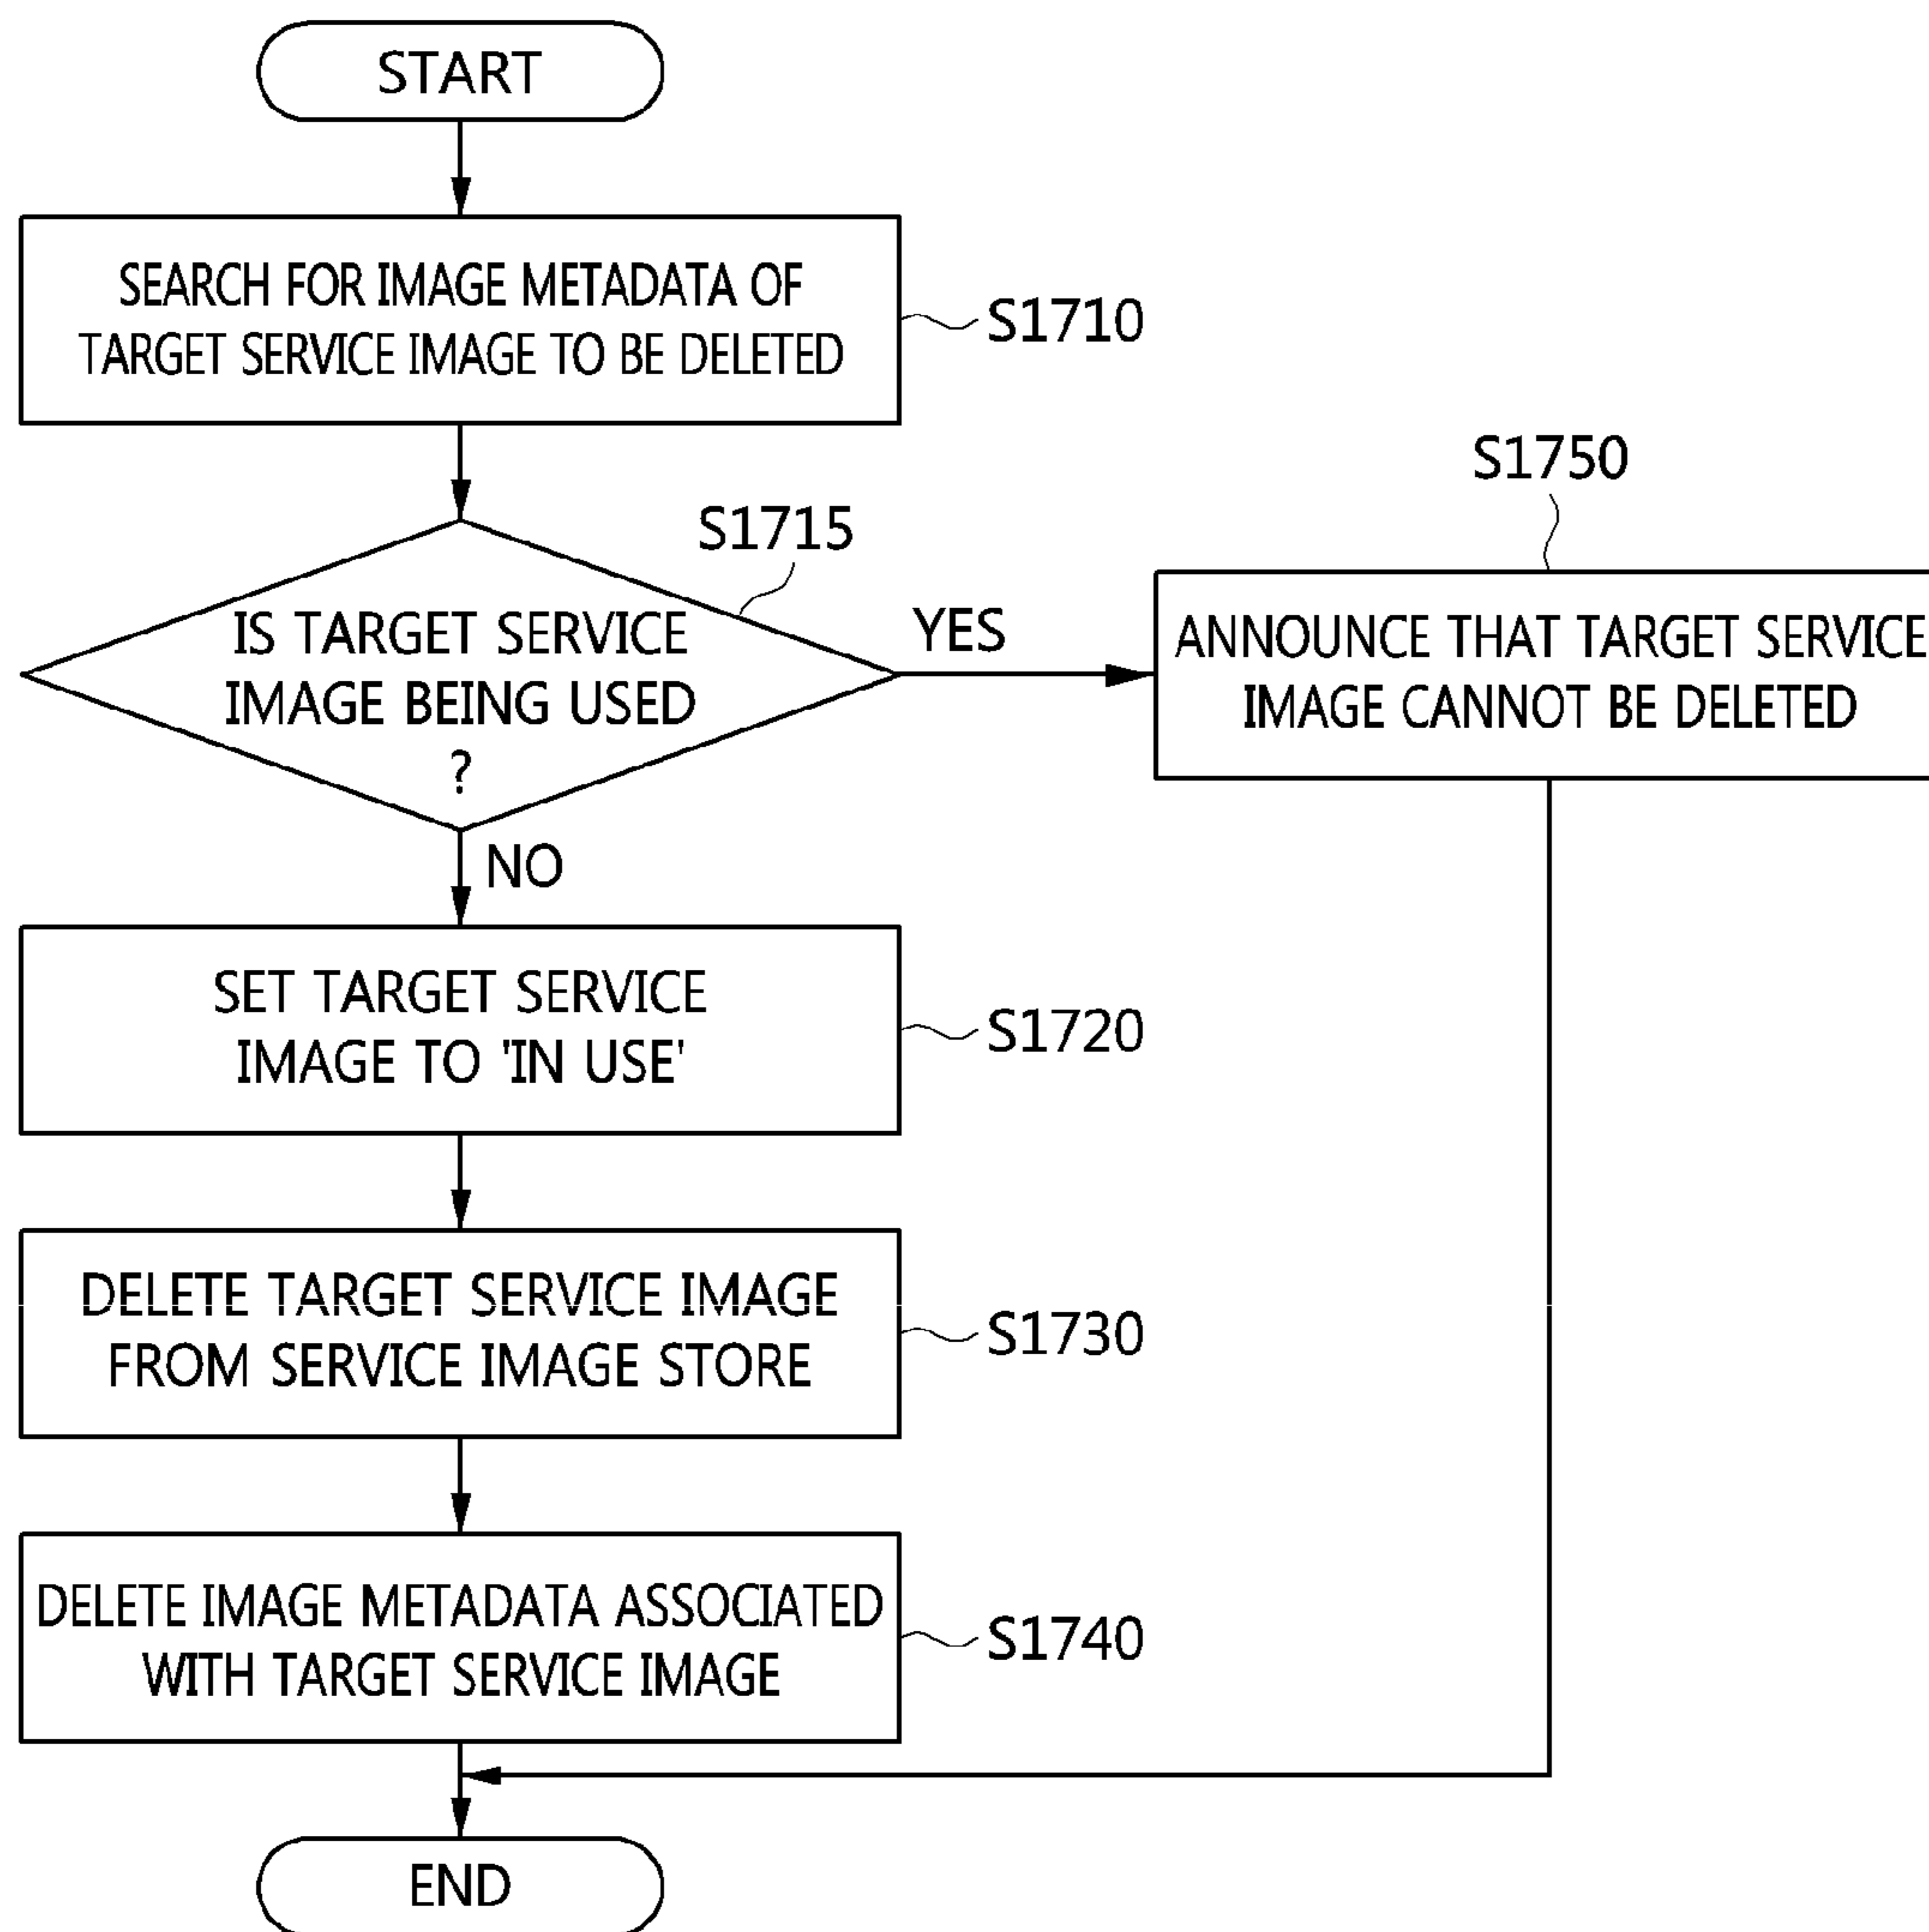 START
SEARCH FOR IMAGE METADATA OF
TARGET SERVICE IMAGE TO BE DELETED
S1710
S1750
S1715
IS TARGET SERVICE
IMAGE BEING USED
?
YES
ANNOUNCE THAT TARGET SERVICE
IMAGE CANNOT BE DELETED
NO
SET TARGET SERVICE
IMAGE TO 'IN USE'
S1720
DELETE TARGET SERVICE IMAGE
FROM SERVICE IMAGE STORE
S1730
DELETE IMAGE METADATA ASSOCIATED
WITH TARGET SERVICE IMAGE
S1740
END